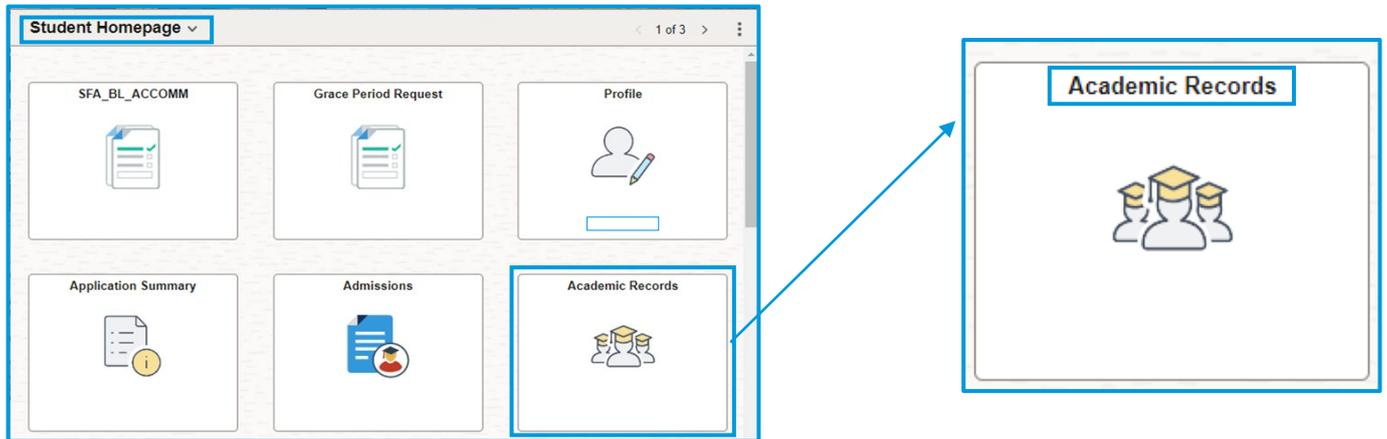 Student Homepage
1 of 3
SFA_BL_ACCOMM
Grace Period Request
Profile
Application Summary
Admissions
i
Academic Records
Academic Records